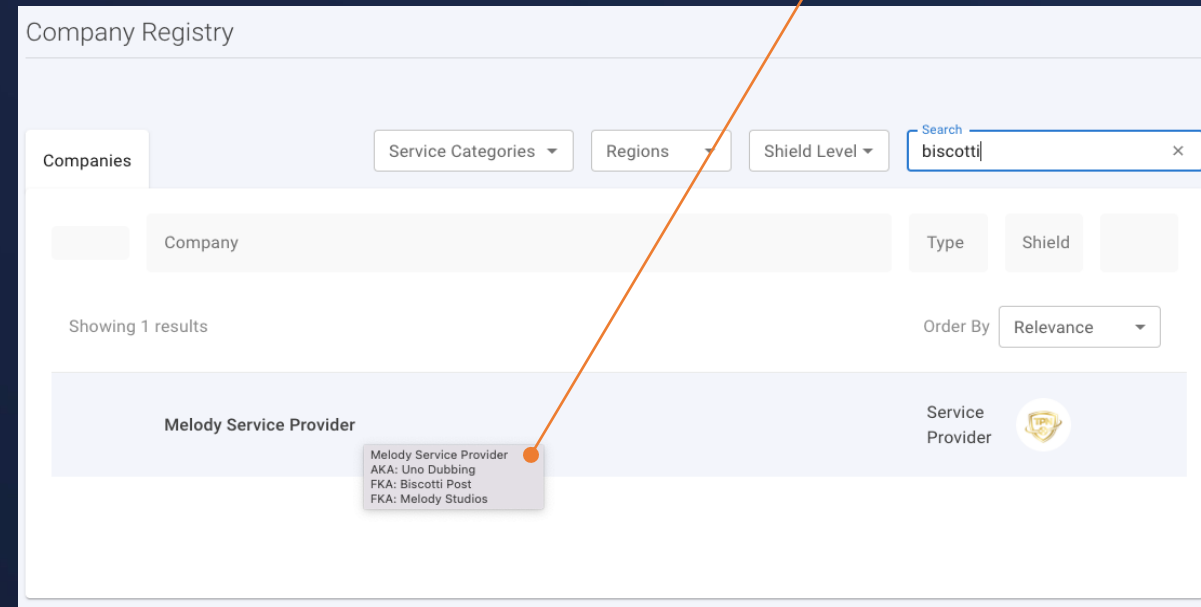 Company Registry
Companies
Service Categories
Regions
Shield Level
Search
biscotti
Company
Type
Shield
Showing 1 results
Order By
Relevance
Melody Service Provider
Service
Provider
TPN
Melody Service Provider
AKA: Uno Dubbing
FKA: Biscotti Post
FKA: Melody Studios